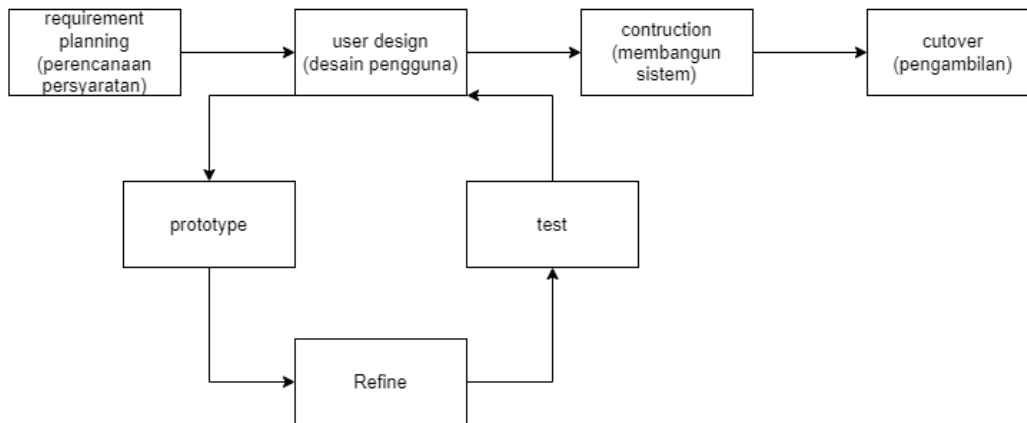 requirement
planning
(perencanaan
persyaratan)
user design
(desain pengguna)
contruction
(membangun
sistem)
cutover
(pengambilan)
prototype
test
Refine